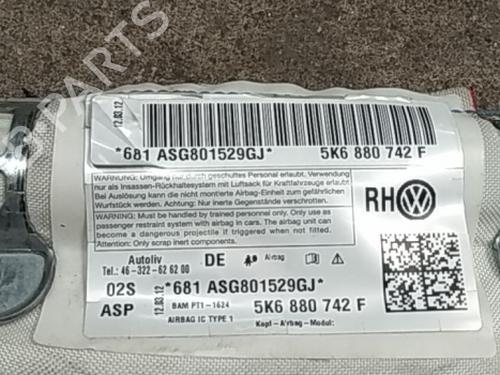 12.03.12
*681 ASG801529GJ* 5K6 880 742 F
WARNUNG: Umgang nur durch geschultes Personal erlaubt, Verwendung
nur als Insassen-Rückhaltesystem mit Luftsack für Kraftfahrzeuge erlaubt
Bei Auslösung kann die nicht montierte Airbag-Einheit zum
Wurfstück werden. Nur inerte Gegenstände verschrotten.
WARNING: Must be handled by trained personnel only. Only use as
passenger restraint system with airbag in cars. The airbag unit can
become a dangerous projectile if triggered when not fitted.
Attention: Only scrap inert components.
RH
Autoliv DE Airbag
Tel.: 46-322-62 62 00
02S 12.03.12 *681 ASG801529GJ*
ASP BAM PT1-1624 5K6 880 742 F
AIRBAG IC TYPE 1 Kopf-Airbag-Modul: